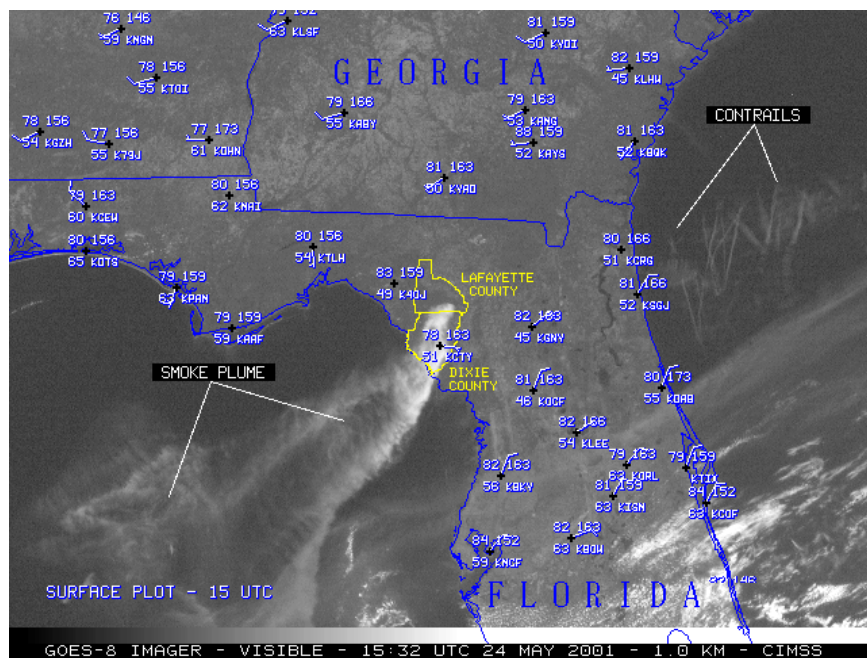 76 146
59 KNGN
63 KLSF
81 159
50 KVDI
GEORGIA
82 159
45 KLHW
78 156
55 KTOI
79 166
55 KABY
79 163
53 KANG
CONTRAILS
78 156
54 KGZH
77 156
55 K79J
77 173
61 KDHN
88 159
52 KAYS
81 163
52 KBQK
81 163
50 KVAD
79 163
60 KCEW
80 156
62 KNAI
80 156
65 KDTS
80 156
54 KTLH
80 166
51 KCRG
79 159
63 KPAN
83 159
49 K40J
LAFAYETTE
COUNTY
81 166
52 KSGJ
79 159
59 KAAF
82 163
45 KGNV
78 163
51 KCTY
SMOKE PLUME
DIXIE
COUNTY
81 163
46 KOCF
80 173
55 KDAB
82 166
54 KLEE
82 163
56 KBKV
79 163
63 KORL
79 159
KTIX
81 159
63 KISM
84 152
63 KCOF
82 163
63 KBOW
84 152
59 KMCF
SURFACE PLOT - 15 UTC
FLORIDA
GOES-8 IMAGER - VISIBLE - 15:32 UTC 24 MAY 2001 - 1.0 KM - CIMSS